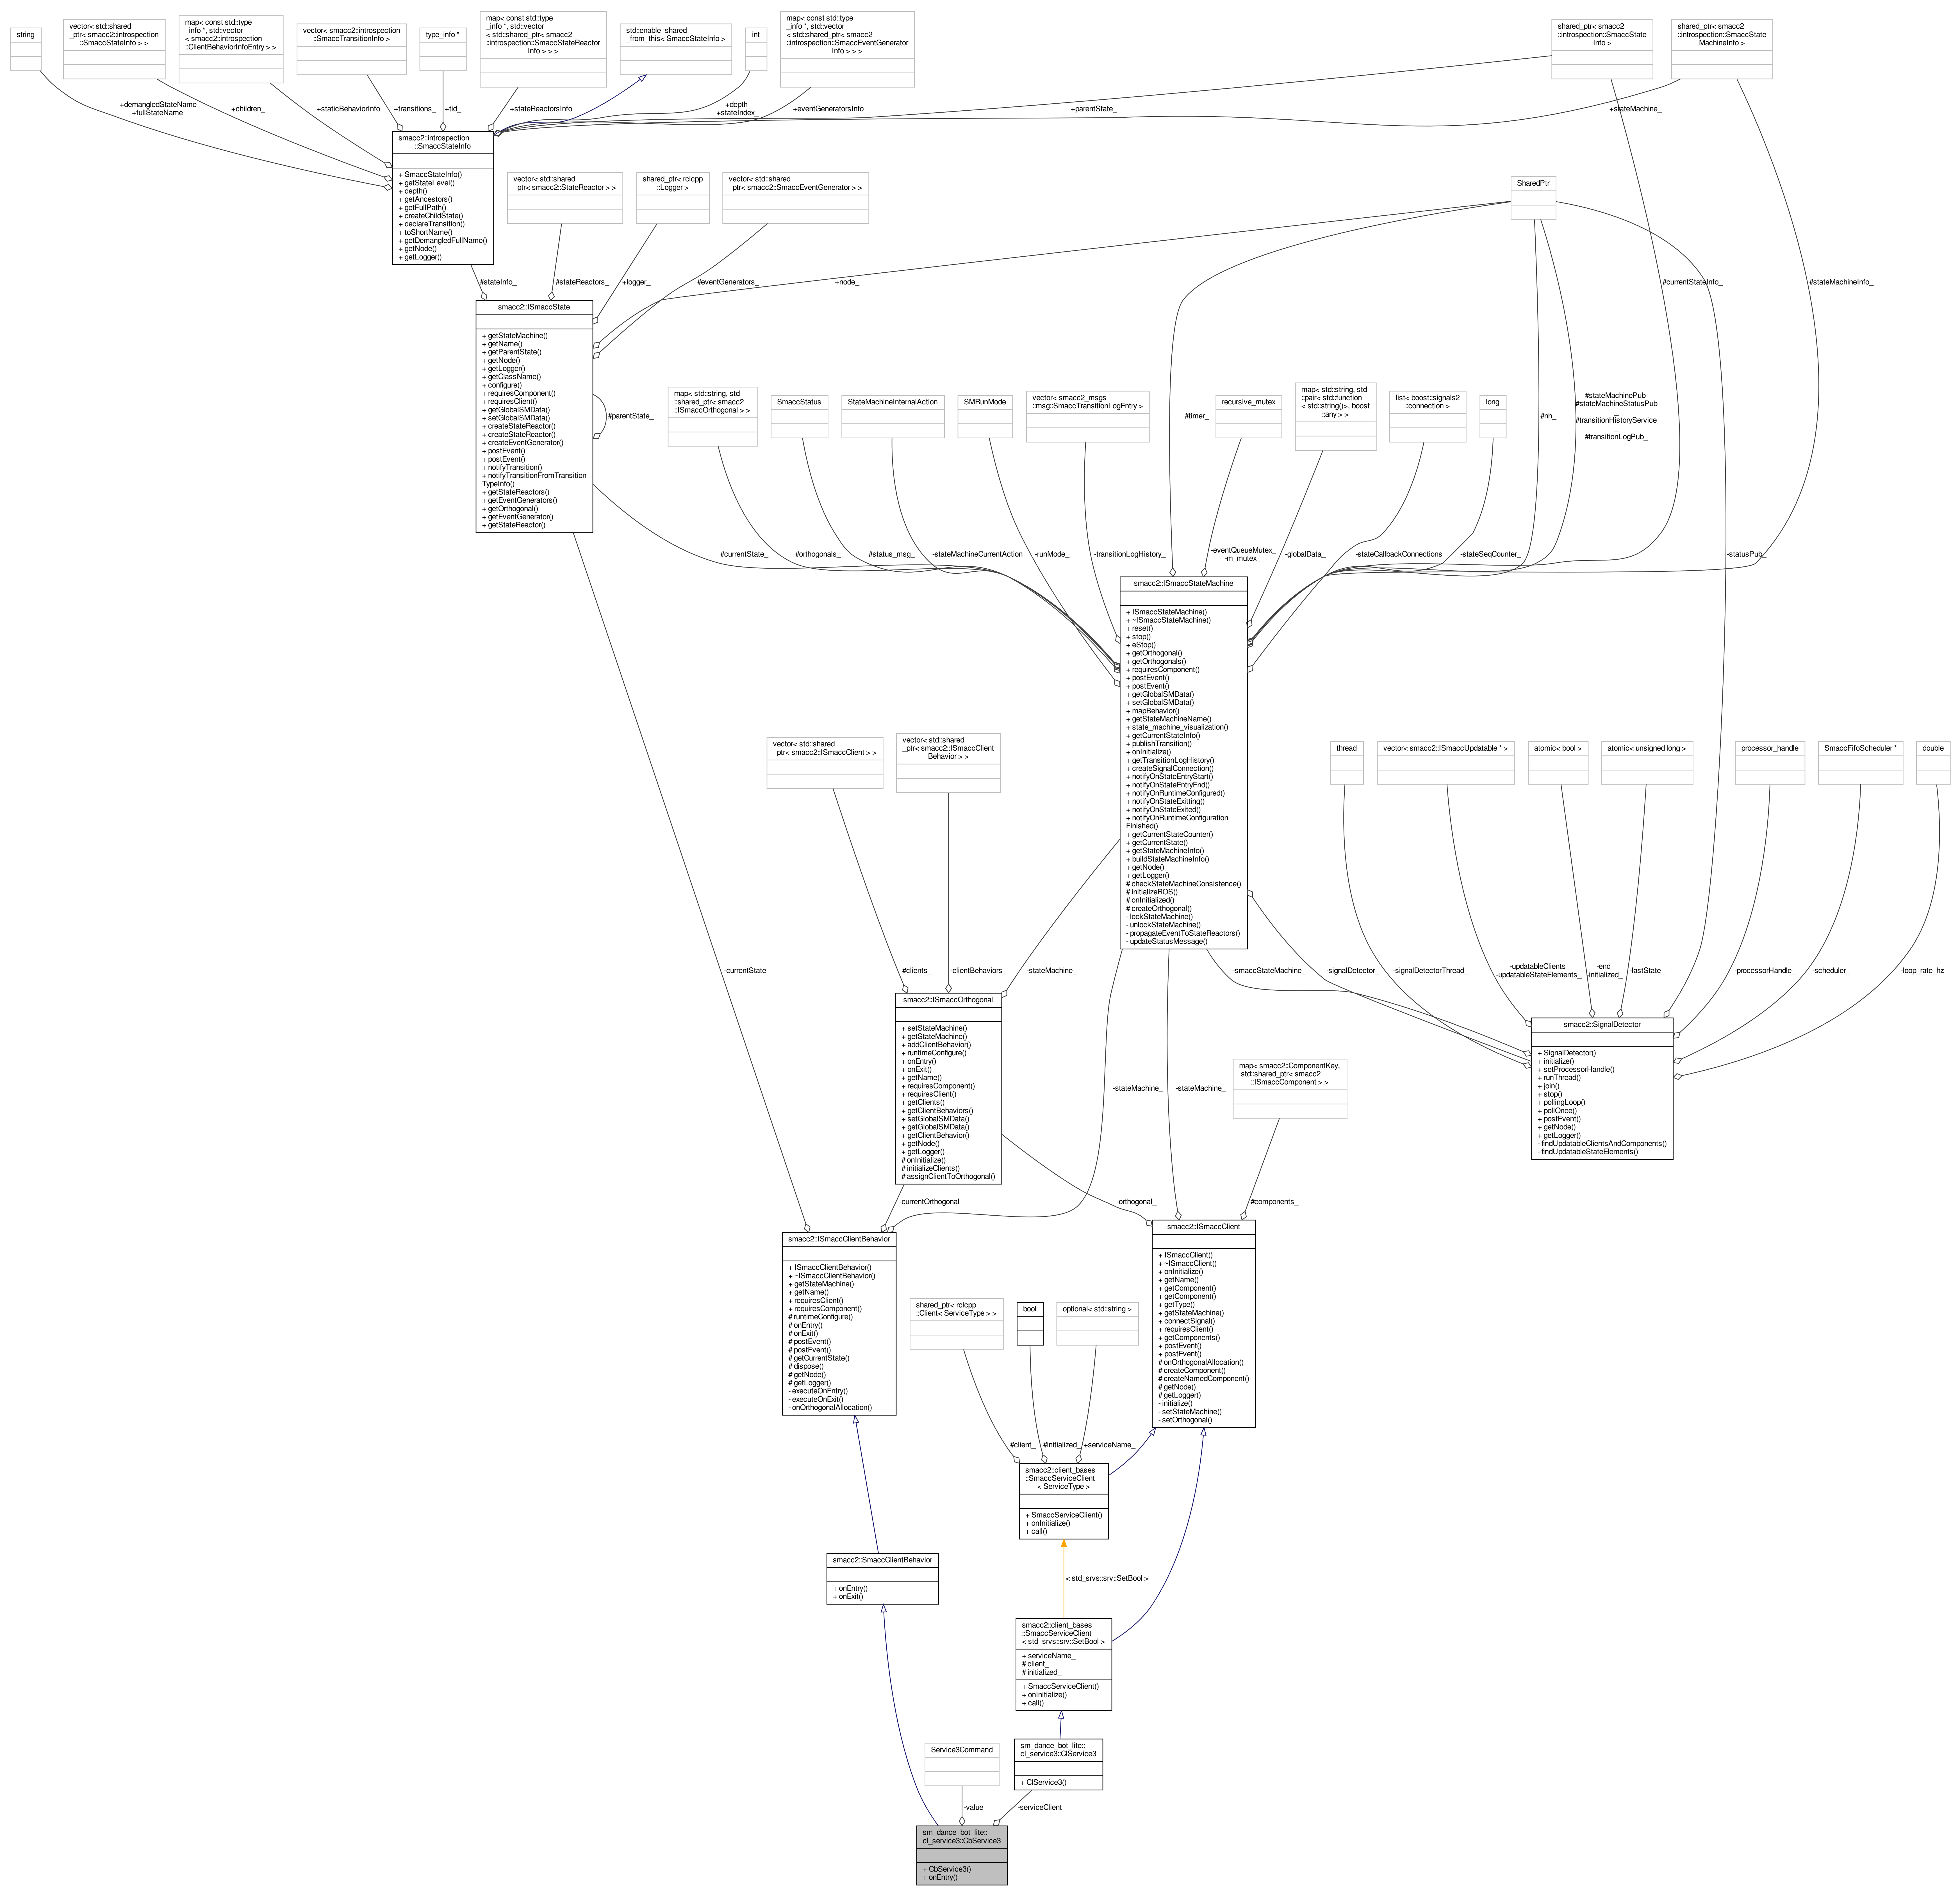 string
vector< std::shared
_ptr< smacc2::introspection
::SmaccStateInfo > >
map< const std::type
_info *, std::vector
< smacc2::introspection
::ClientBehaviorInfoEntry > >
vector< smacc2::introspection
::SmaccTransitionInfo >
type_info *
map< const std::type
_info *, std::vector
< std::shared_ptr< smacc2
::introspection::SmaccStateReactor
Info > > >
std::enable_shared
_from_this< SmaccStateInfo >
int
map< const std::type
_info *, std::vector
< std::shared_ptr< smacc2
::introspection::SmaccEventGenerator
Info > > >
shared_ptr< smacc2
::introspection::SmaccState
Info >
shared_ptr< smacc2
::introspection::SmaccState
MachineInfo >
+demangledStateName
+fullStateName
+children_
+staticBehaviorInfo
+transitions_
+tid_
+stateReactorsInfo
+depth_
+stateIndex_
+eventGeneratorsInfo
+parentState_
+stateMachine_
smacc2::introspection
::SmaccStateInfo
+ SmaccStateInfo()
+ getStateLevel()
+ depth()
+ getAncestors()
+ getFullPath()
+ createChildState()
+ declareTransition()
+ toShortName()
+ getDemangledFullName()
+ getNode()
+ getLogger()
vector< std::shared
_ptr< smacc2::StateReactor > >
shared_ptr< rclcpp
::Logger >
vector< std::shared
_ptr< smacc2::SmaccEventGenerator > >
SharedPtr
#stateInfo_
#stateReactors_
+logger_
#eventGenerators_
+node_
#currentStateInfo_
#stateMachineInfo_
smacc2::ISmaccState
+ getStateMachine()
+ getName()
+ getParentState()
+ getNode()
+ getLogger()
+ getClassName()
+ configure()
+ requiresComponent()
+ requiresClient()
+ getGlobalSMData()
+ setGlobalSMData()
+ createStateReactor()
+ createStateReactor()
+ createEventGenerator()
+ postEvent()
+ postEvent()
+ notifyTransition()
+ notifyTransitionFromTransition
TypeInfo()
+ getStateReactors()
+ getEventGenerators()
+ getOrthogonal()
+ getEventGenerator()
+ getStateReactor()
#parentState_
map< std::string, std
::shared_ptr< smacc2
::ISmaccOrthogonal > >
SmaccStatus
StateMachineInternalAction
SMRunMode
vector< smacc2_msgs
::msg::SmaccTransitionLogEntry >
#timer_
recursive_mutex
map< std::string, std
::pair< std::function
< std::string()>, boost
::any > >
list< boost::signals2
::connection >
long
#nh_
#stateMachinePub_
#stateMachineStatusPub
_
#transitionHistoryService
_
#transitionLogPub_
#currentState_
#orthogonals_
#status_msg_
-stateMachineCurrentAction
-runMode_
-transitionLogHistory_
-eventQueueMutex_
-m_mutex_
-globalData_
-stateCallbackConnections
-stateSeqCounter_
-statusPub_
smacc2::ISmaccStateMachine
+ ISmaccStateMachine()
+ ~ISmaccStateMachine()
+ reset()
+ stop()
+ eStop()
+ getOrthogonal()
+ getOrthogonals()
+ requiresComponent()
+ postEvent()
+ postEvent()
+ getGlobalSMData()
+ setGlobalSMData()
+ mapBehavior()
+ getStateMachineName()
+ state_machine_visualization()
+ getCurrentStateInfo()
+ publishTransition()
+ onInitialize()
+ getTransitionLogHistory()
+ createSignalConnection()
+ notifyOnStateEntryStart()
+ notifyOnStateEntryEnd()
+ notifyOnRuntimeConfigured()
+ notifyOnStateExitting()
+ notifyOnStateExited()
+ notifyOnRuntimeConfiguration
Finished()
+ getCurrentStateCounter()
+ getCurrentState()
+ getStateMachineInfo()
+ buildStateMachineInfo()
+ getNode()
+ getLogger()
# checkStateMachineConsistence()
# initializeROS()
# onInitialized()
# createOrthogonal()
- lockStateMachine()
- unlockStateMachine()
- propagateEventToStateReactors()
- updateStatusMessage()
vector< std::shared
_ptr< smacc2::ISmaccClient > >
vector< std::shared
_ptr< smacc2::ISmaccClient
Behavior > >
thread
vector< smacc2::ISmaccUpdatable * >
atomic< bool >
atomic< unsigned long >
processor_handle
SmaccFifoScheduler *
double
-currentState
#clients_
-clientBehaviors_
-stateMachine_
-smaccStateMachine_
-signalDetector_
-signalDetectorThread_
-updatableClients_
-updatableStateElements_
-end_
-initialized_
-lastState_
-processorHandle_
-scheduler_
-loop_rate_hz
smacc2::ISmaccOrthogonal
+ setStateMachine()
+ getStateMachine()
+ addClientBehavior()
+ runtimeConfigure()
+ onEntry()
+ onExit()
+ getName()
+ requiresComponent()
+ requiresClient()
+ getClients()
+ getClientBehaviors()
+ setGlobalSMData()
+ getGlobalSMData()
+ getClientBehavior()
+ getNode()
+ getLogger()
# onInitialize()
# initializeClients()
# assignClientToOrthogonal()
smacc2::SignalDetector
+ SignalDetector()
+ initialize()
+ setProcessorHandle()
+ runThread()
+ join()
+ stop()
+ pollingLoop()
+ pollOnce()
+ postEvent()
+ getNode()
+ getLogger()
- findUpdatableClientsAndComponents()
- findUpdatableStateElements()
-stateMachine_
-stateMachine_
map< smacc2::ComponentKey,
std::shared_ptr< smacc2
::ISmaccComponent > >
-currentOrthogonal
-orthogonal_
#components_
smacc2::ISmaccClientBehavior
+ ISmaccClientBehavior()
+ ~ISmaccClientBehavior()
+ getStateMachine()
+ getName()
+ requiresClient()
+ requiresComponent()
# runtimeConfigure()
# onEntry()
# onExit()
# postEvent()
# postEvent()
# getCurrentState()
# dispose()
# getNode()
# getLogger()
- executeOnEntry()
- executeOnExit()
- onOrthogonalAllocation()
smacc2::ISmaccClient
+ ISmaccClient()
+ ~ISmaccClient()
+ onInitialize()
+ getName()
+ getComponent()
+ getComponent()
+ getType()
+ getStateMachine()
+ connectSignal()
+ requiresClient()
+ getComponents()
+ postEvent()
+ postEvent()
# onOrthogonalAllocation()
# createComponent()
# createNamedComponent()
# getNode()
# getLogger()
- initialize()
- setStateMachine()
- setOrthogonal()
shared_ptr< rclcpp
::Client< ServiceType > >
bool
optional< std::string >
#client_
#initialized_
+serviceName_
smacc2::client_bases
::SmaccServiceClient
< ServiceType >
+ SmaccServiceClient()
+ onInitialize()
+ call()
smacc2::SmaccClientBehavior
+ onEntry()
+ onExit()
< std_srvs::srv::SetBool >
smacc2::client_bases
::SmaccServiceClient
< std_srvs::srv::SetBool >
+ serviceName_
# client_
# initialized_
+ SmaccServiceClient()
+ onInitialize()
+ call()
Service3Command
sm_dance_bot_lite::
cl_service3::ClService3
+ ClService3()
-value_
-serviceClient_
sm_dance_bot_lite::
cl_service3::CbService3
+ CbService3()
+ onEntry()